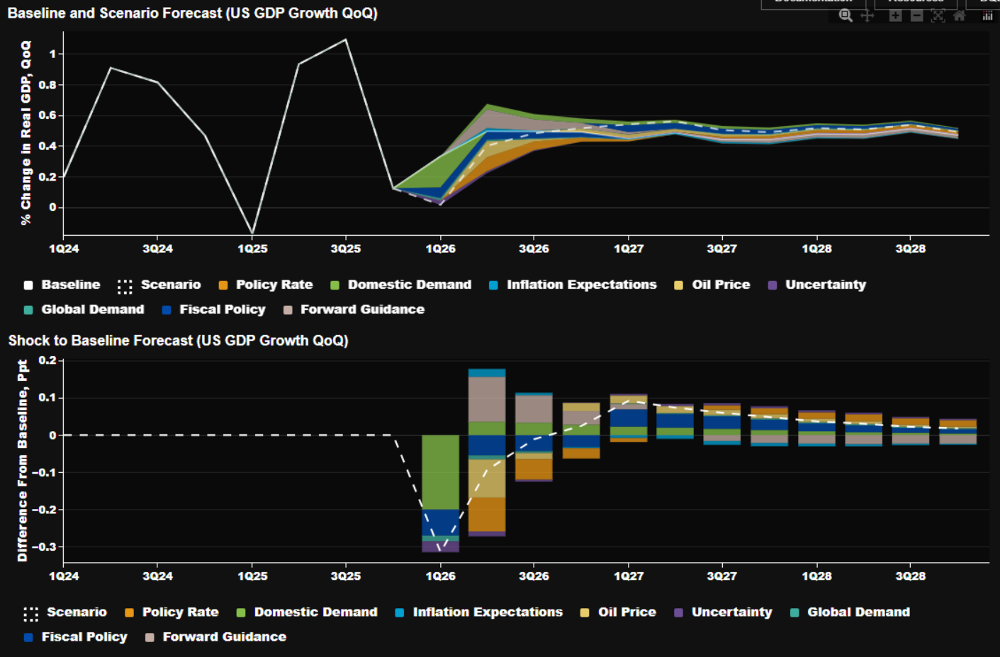 Documentation Resources
Baseline and Scenario Forecast (US GDP Growth QoQ)
% Change in Real GDP, QoQ
1
0.8
0.6
0.4
0.2
0
1Q24 3Q24 1Q25 3Q25 1Q26 3Q26 1Q27 3Q27 1Q28 3Q28
Baseline Scenario Policy Rate Domestic Demand Inflation Expectations Oil Price Uncertainty
Global Demand Fiscal Policy Forward Guidance
Shock to Baseline Forecast (US GDP Growth QoQ)
Difference From Baseline, Ppt
0.2
0.1
0
−0.1
−0.2
−0.3
1Q24 3Q24 1Q25 3Q25 1Q26 3Q26 1Q27 3Q27 1Q28 3Q28
Scenario Policy Rate Domestic Demand Inflation Expectations Oil Price Uncertainty Global Demand
Fiscal Policy Forward Guidance